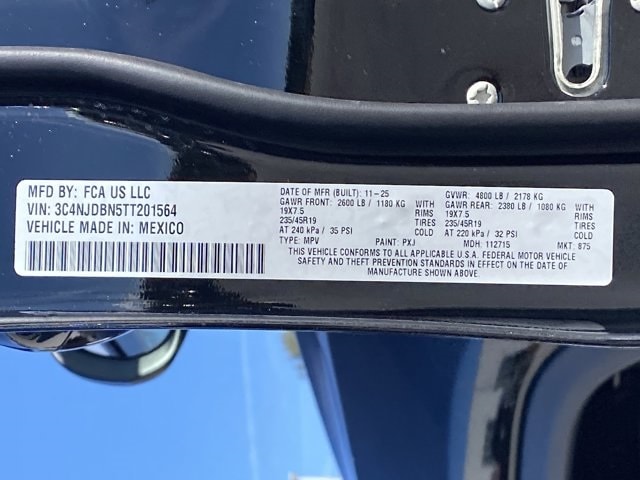 MFD BY: FCA US LLC
VIN: 3C4NJDBN5TT201564
VEHICLE MADE IN: MEXICO
DATE OF MFR (BUILT): 11-25 GVWR: 4800 LB / 2178 KG
GAWR FRONT: 2600 LB / 1180 KG WITH GAWR REAR: 2380 LB / 1080 KG WITH
19X7.5 RIMS 19X7.5 RIMS
235/45R19 TIRES 235/45R19 TIRES
AT 240 kPa / 35 PSI COLD AT 220 kPa / 32 PSI COLD
TYPE: MPV PAINT: PXJ MDH: 112715 MKT: 875
THIS VEHICLE CONFORMS TO ALL APPLICABLE U.S.A. FEDERAL MOTOR VEHICLE
SAFETY AND THEFT PREVENTION STANDARDS IN EFFECT ON THE DATE OF
MANUFACTURE SHOWN ABOVE.